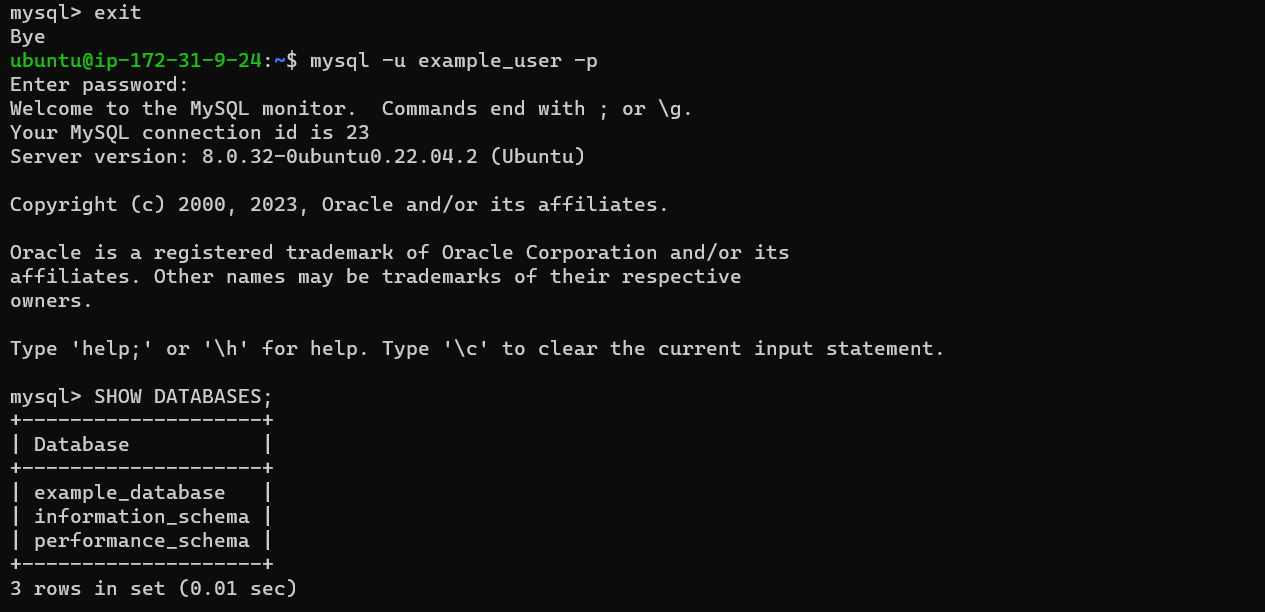 mysql> exit
Bye
ubuntu@ip-172-31-9-24:~$ mysql -u example_user -p
Enter password:
Welcome to the MySQL monitor.  Commands end with ; or \g.
Your MySQL connection id is 23
Server version: 8.0.32-0ubuntu0.22.04.2 (Ubuntu)

Copyright (c) 2000, 2023, Oracle and/or its affiliates.

Oracle is a registered trademark of Oracle Corporation and/or its
affiliates. Other names may be trademarks of their respective
owners.

Type 'help;' or '\h' for help. Type '\c' to clear the current input statement.

mysql> SHOW DATABASES;
+--------------------+
| Database           |
+--------------------+
| example_database   |
| information_schema |
| performance_schema |
+--------------------+
3 rows in set (0.01 sec)